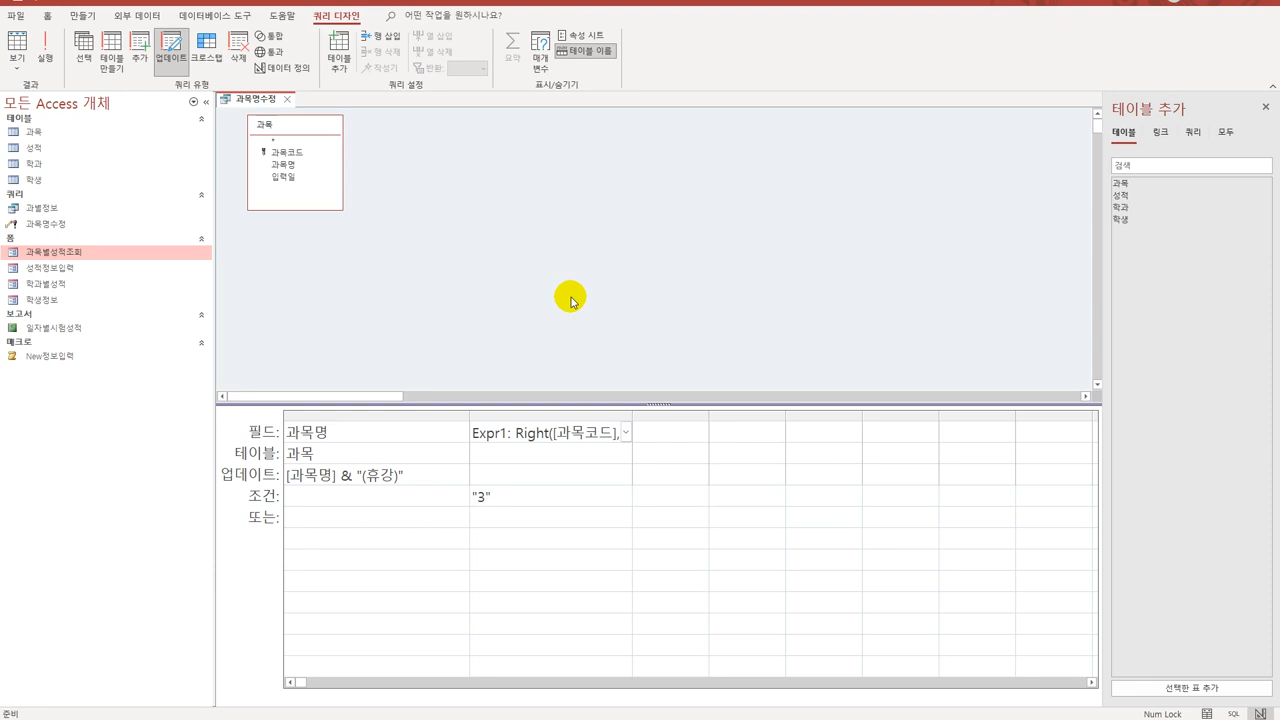 파일 홈 만들기 외부 데이터 데이터베이스 도구 도움말 쿼리 디자인 어떤 작업을 원하시나요?
보기 실행 선택 테이블 만들기 추가 업데이트 크로스탭 삭제 통합 통과 데이터 정의 테이블 추가 행 삽입 행 삭제 작성기 열 삽입 열 삭제 반환: 요약 매개 변수 속성 시트 테이블 이름
결과 쿼리 유형 쿼리 설정 표시/숨기기
모든 Access 개체
테이블
과목
성적
학과
학생
쿼리
과별정보
과목명수정
폼
과목별성적조회
성적정보입력
학과별성적
학생정보
보고서
일자별시험성적
매크로
New정보입력
과목명수정
과목
*
과목코드
과목명
입력일
필드: 과목명 Expr1: Right([과목코드],
테이블: 과목
업데이트: [과목명] & "(휴강)"
조건: "3"
또는:
테이블 추가
테이블 링크 쿼리 모두
검색
과목
성적
학과
학생
선택한 표 추가
준비 Num Lock SQL